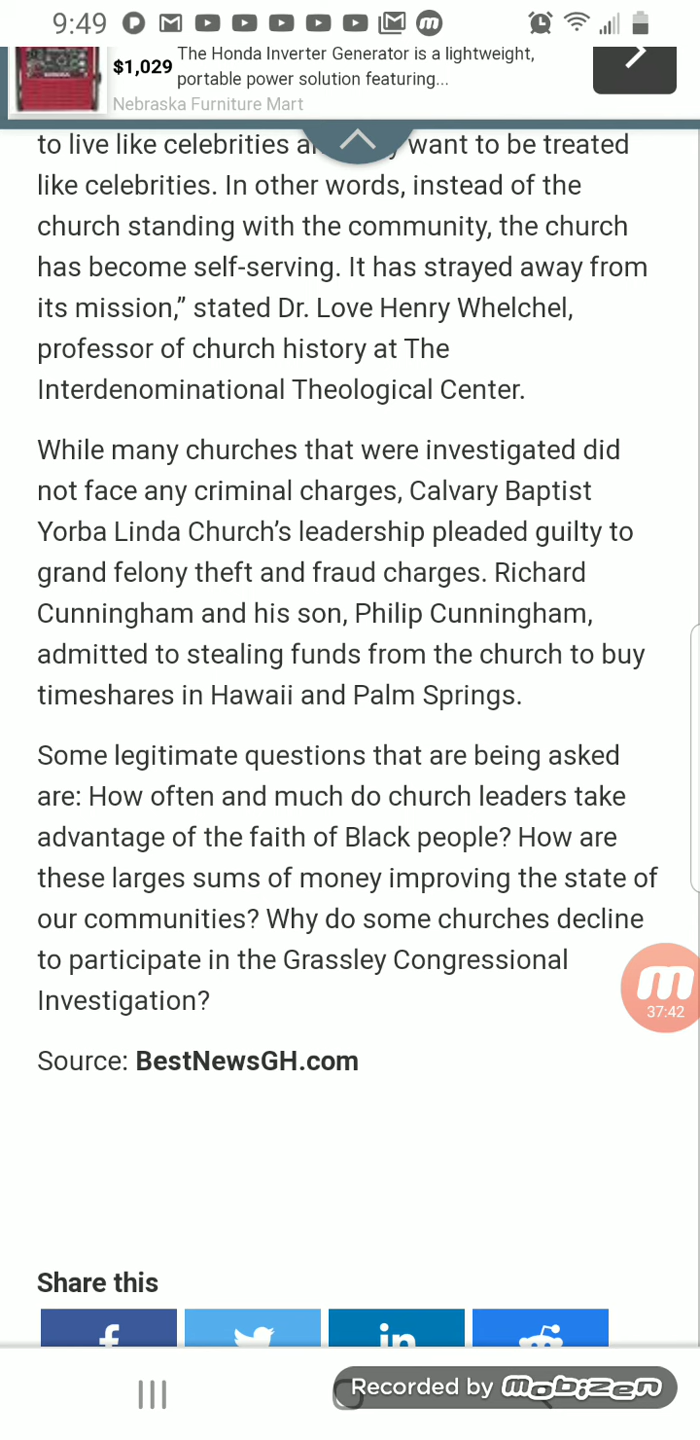 9:49
The Honda Inverter Generator is a lightweight,
$1,029 portable power solution featuring...
Nebraska Furniture Mart
to live like celebrities want to be treated
like celebrities. In other words, instead of the
church standing with the community, the church
has become self-serving. It has strayed away from
its mission,” stated Dr. Love Henry Whelchel,
professor of church history at The
Interdenominational Theological Center.
While many churches that were investigated did
not face any criminal charges, Calvary Baptist
Yorba Linda Church’s leadership pleaded guilty to
grand felony theft and fraud charges. Richard
Cunningham and his son, Philip Cunningham,
admitted to stealing funds from the church to buy
timeshares in Hawaii and Palm Springs.
Some legitimate questions that are being asked
are: How often and much do church leaders take
advantage of the faith of Black people? How are
these larges sums of money improving the state of
our communities? Why do some churches decline
to participate in the Grassley Congressional
Investigation?
37:42
Source: BestNewsGH.com
Share this
Recorded by mobizen